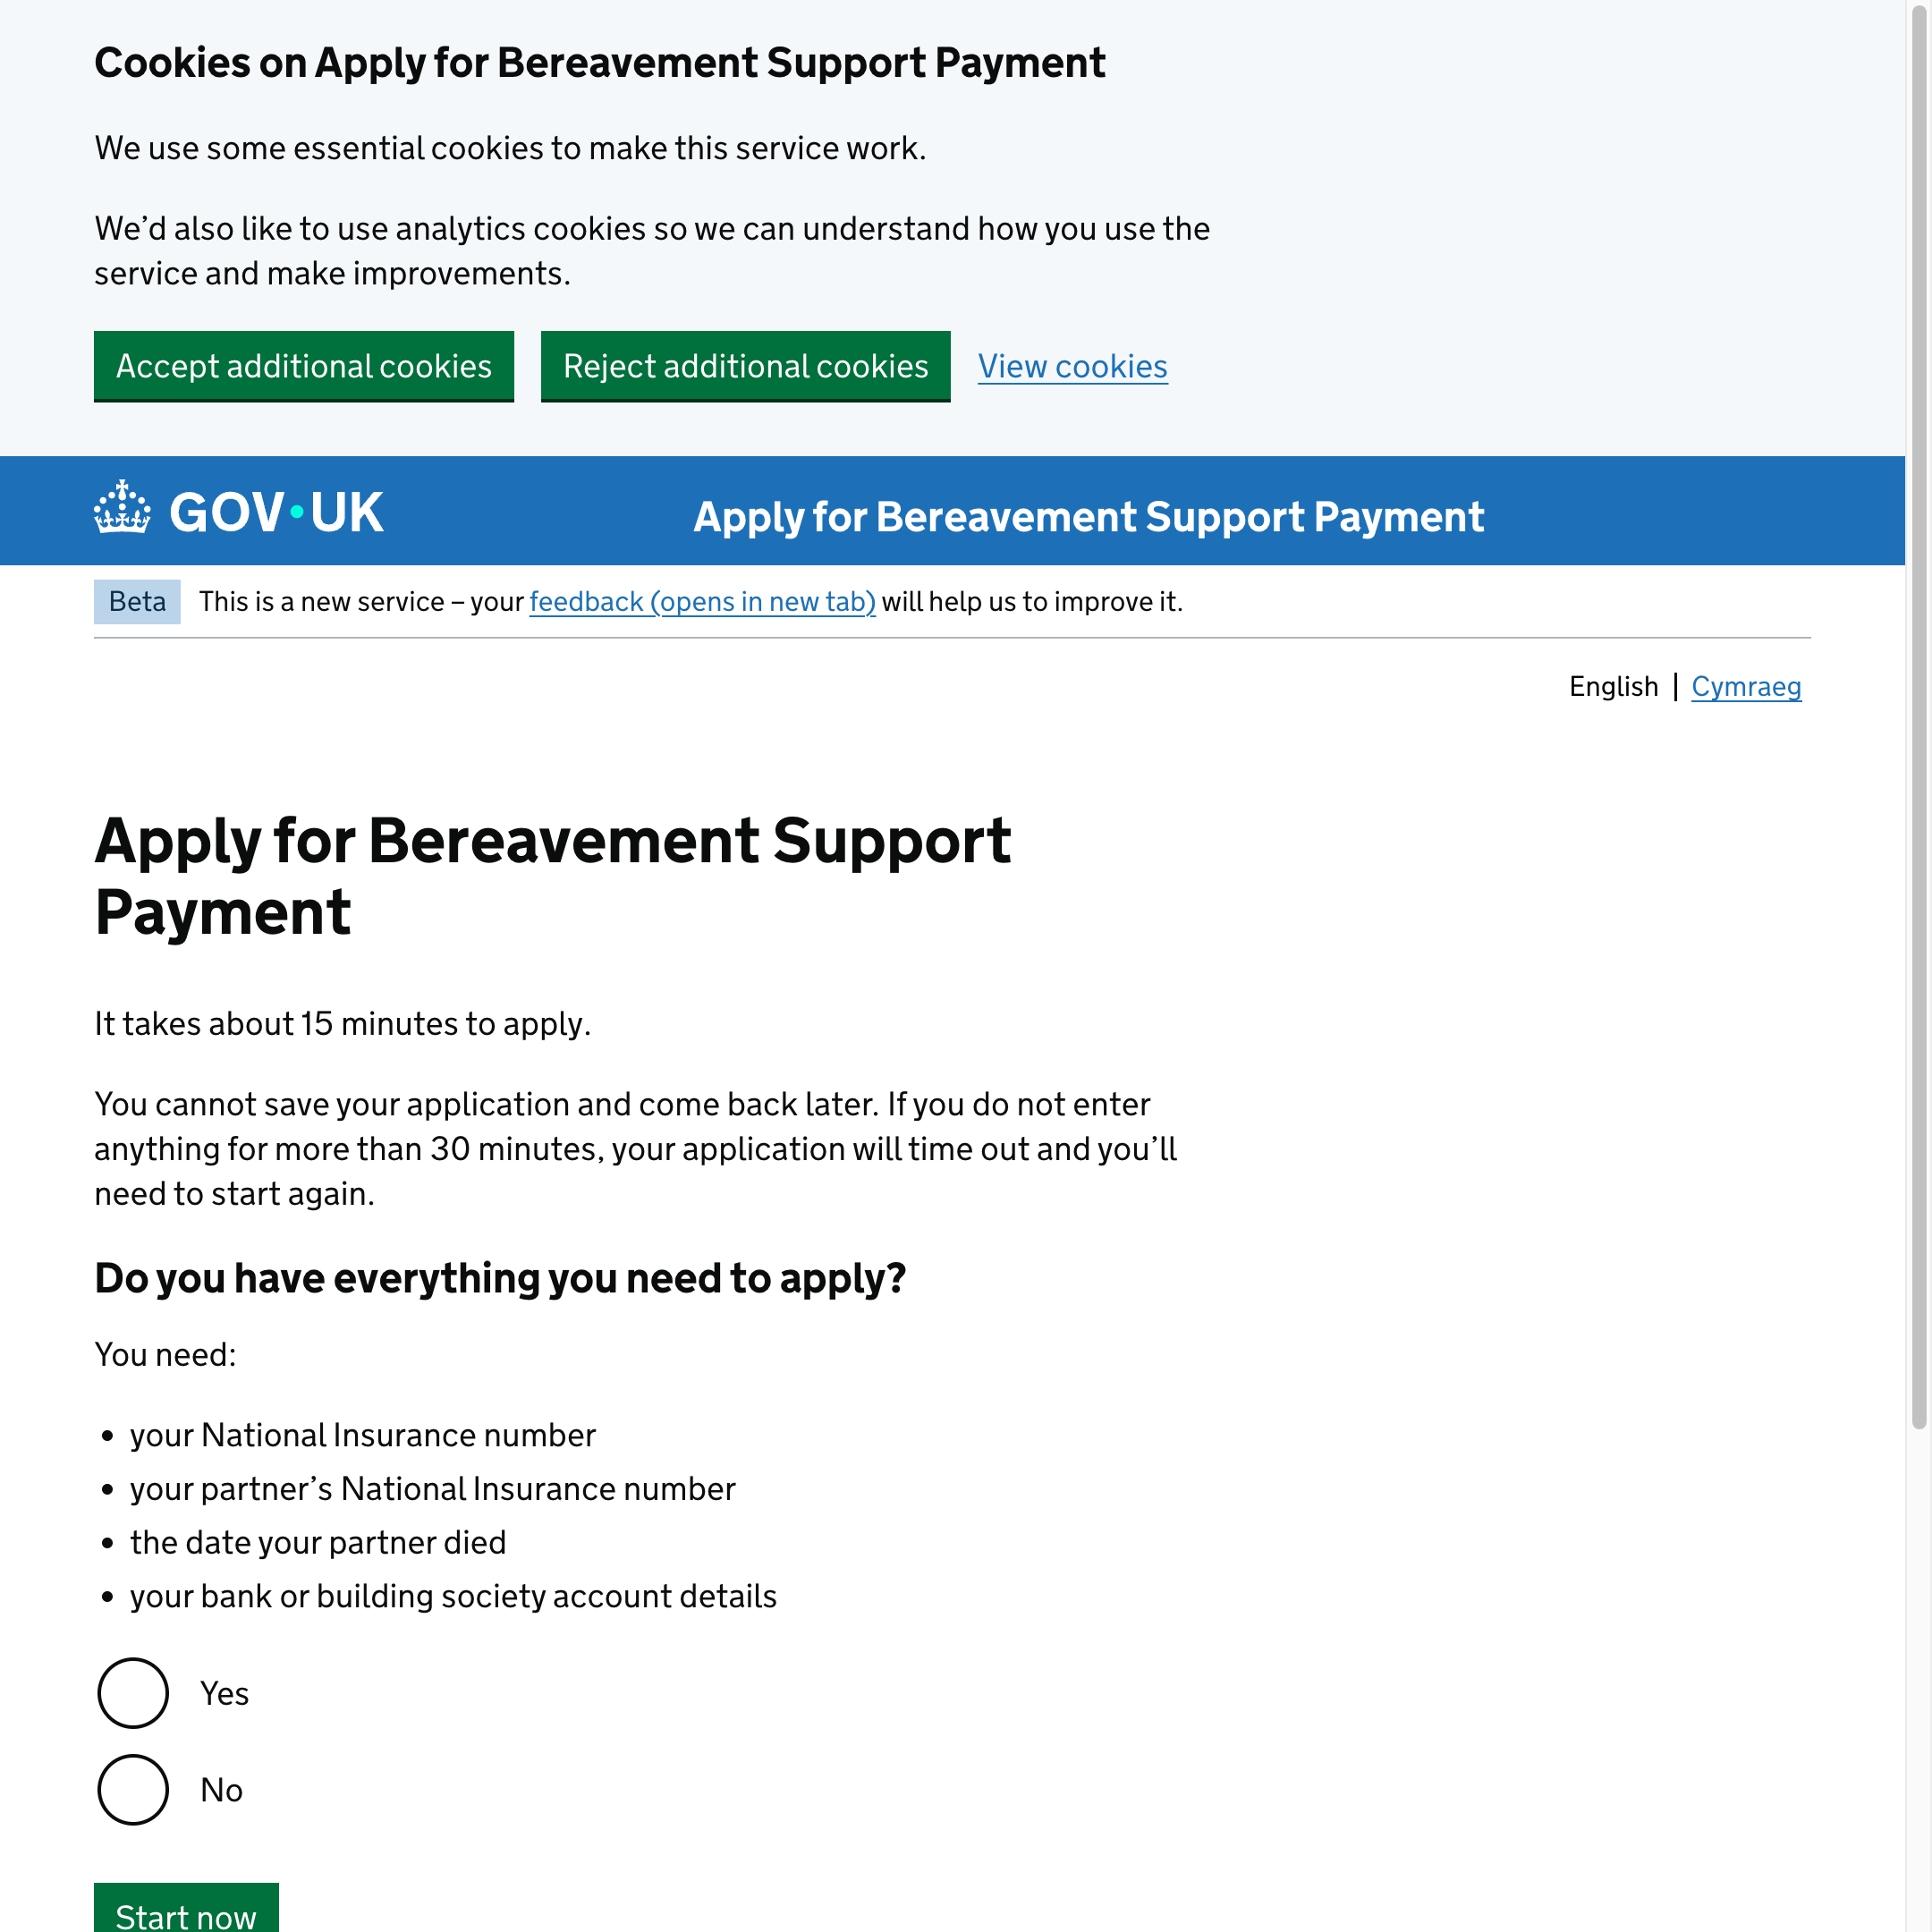 Cookies on Apply for Bereavement Support Payment
We use some essential cookies to make this service work.
We’d also like to use analytics cookies so we can understand how you use the
service and make improvements.
Accept additional cookies
Reject additional cookies
View cookies
GOV•UK
Apply for Bereavement Support Payment
Beta
This is a new service – your feedback (opens in new tab) will help us to improve it.
English | Cymraeg
Apply for Bereavement Support
Payment
It takes about 15 minutes to apply.
You cannot save your application and come back later. If you do not enter
anything for more than 30 minutes, your application will time out and you’ll
need to start again.
Do you have everything you need to apply?
You need:
• your National Insurance number
• your partner’s National Insurance number
• the date your partner died
• your bank or building society account details
Yes
No
Start now